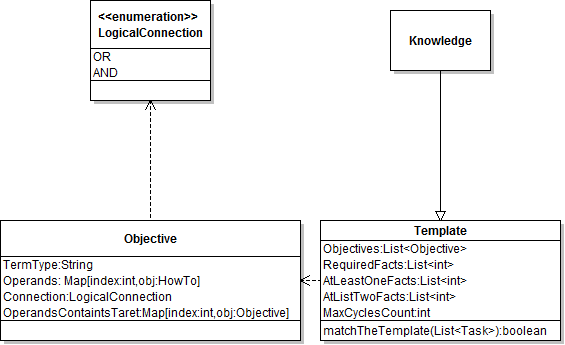 <<enumeration>>
LogicalConnection
OR
AND
Knowledge
Objective
TermType:String
Operands: Map[index:int,obj:HowTo]
Connection:LogicalConnection
OperandsContaintsTaret:Map[index:int,obj:Objective]
Template
Objectives:List<Objective>
RequiredFacts:List<int>
AtLeastOneFacts:List<int>
AtListTwoFacts:List<int>
MaxCyclesCount:int
matchTheTemplate(List<Task>):boolean